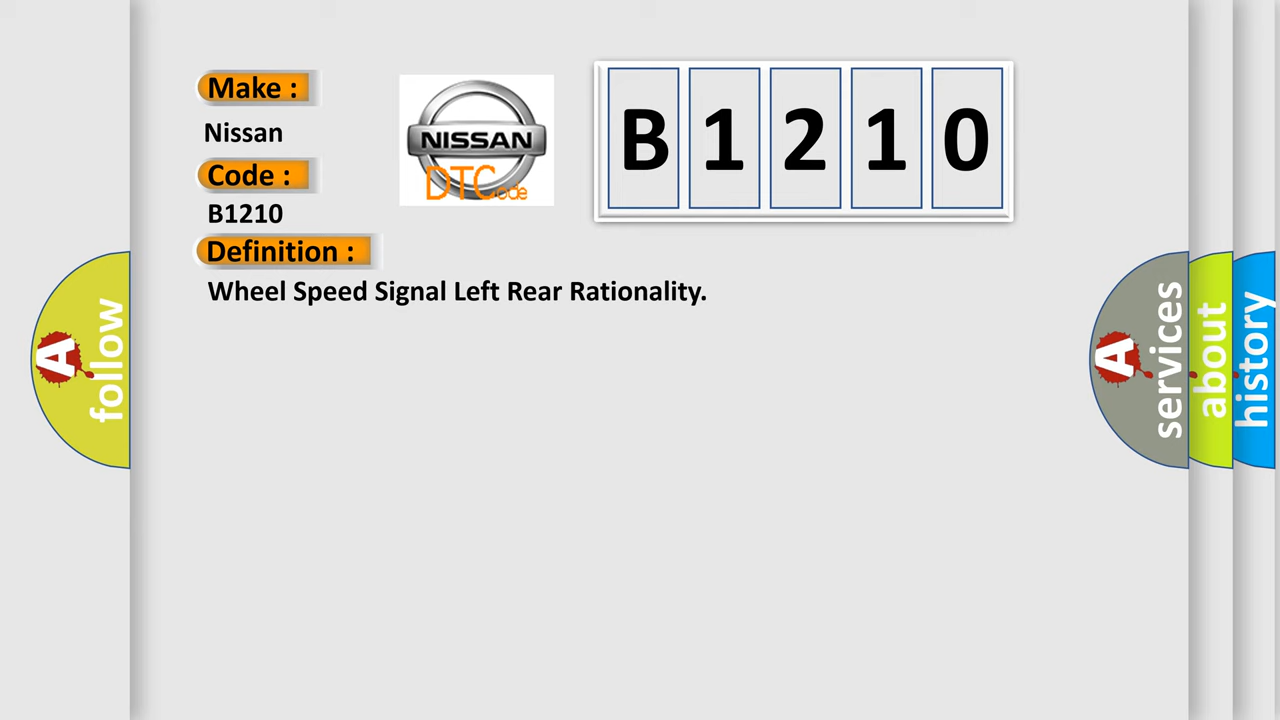 Make :
Nissan
Code :
B1210
Definition :
Wheel Speed Signal Left Rear Rationality.
NISSAN
DTCode
B 1 2 1 0
A follow
A services
about
history